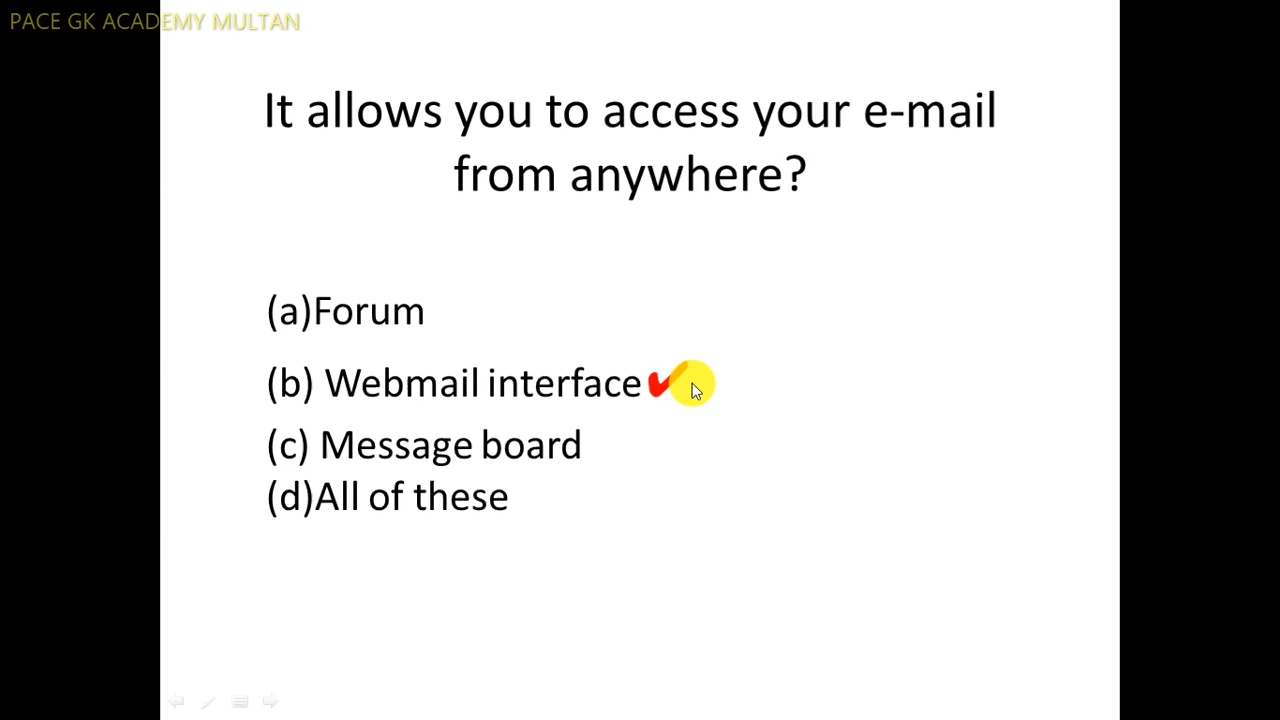 PACE GK ACADEMY MULTAN
It allows you to access your e-mail
from anywhere?
(a)Forum
(b) Webmail interface
(c) Message board
(d)All of these